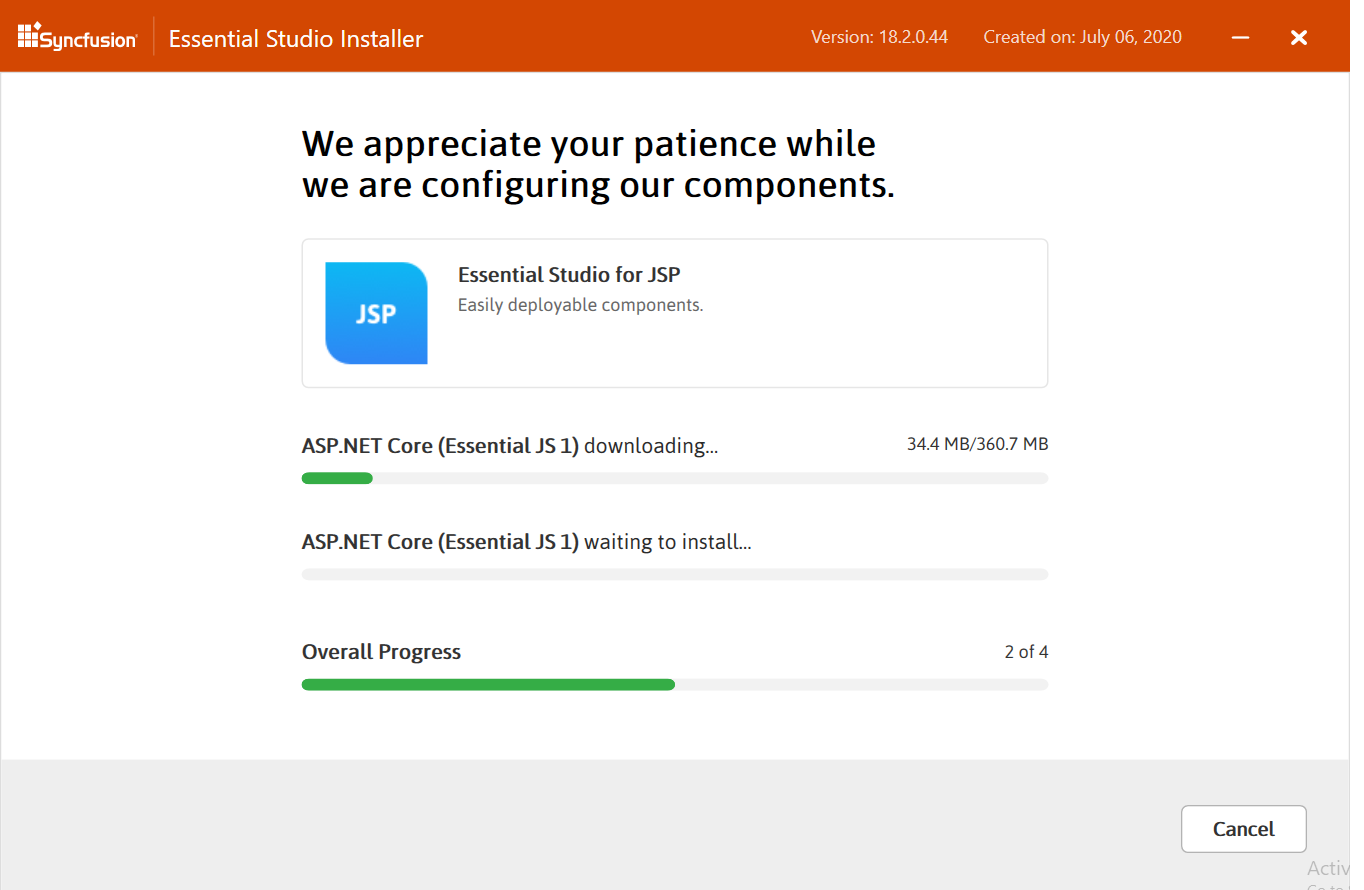 Syncfusion
Essential Studio Installer
Version: 18.2.0.44
Created on: July 06, 2020
We appreciate your patience while
we are configuring our components.
JSP
Essential Studio for JSP
Easily deployable components.
ASP.NET Core (Essential JS 1) downloading...
34.4 MB/360.7 MB
ASP.NET Core (Essential JS 1) waiting to install...
Overall Progress
2 of 4
Cancel
Activ